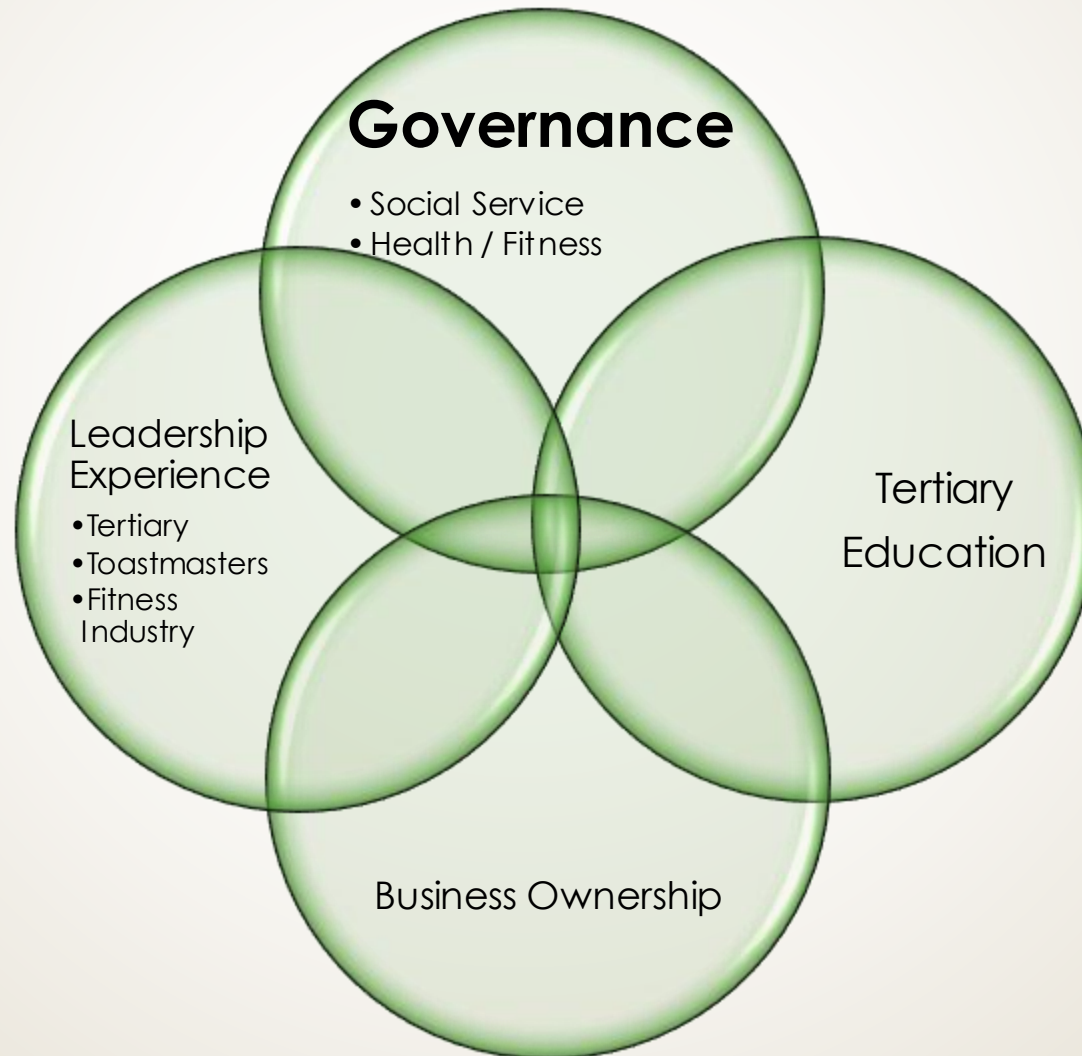 Governance
• Social Service
• Health / Fitness
Leadership
Experience
•Tertiary
•Toastmasters
•Fitness
Industry
Tertiary
Education
Business Ownership